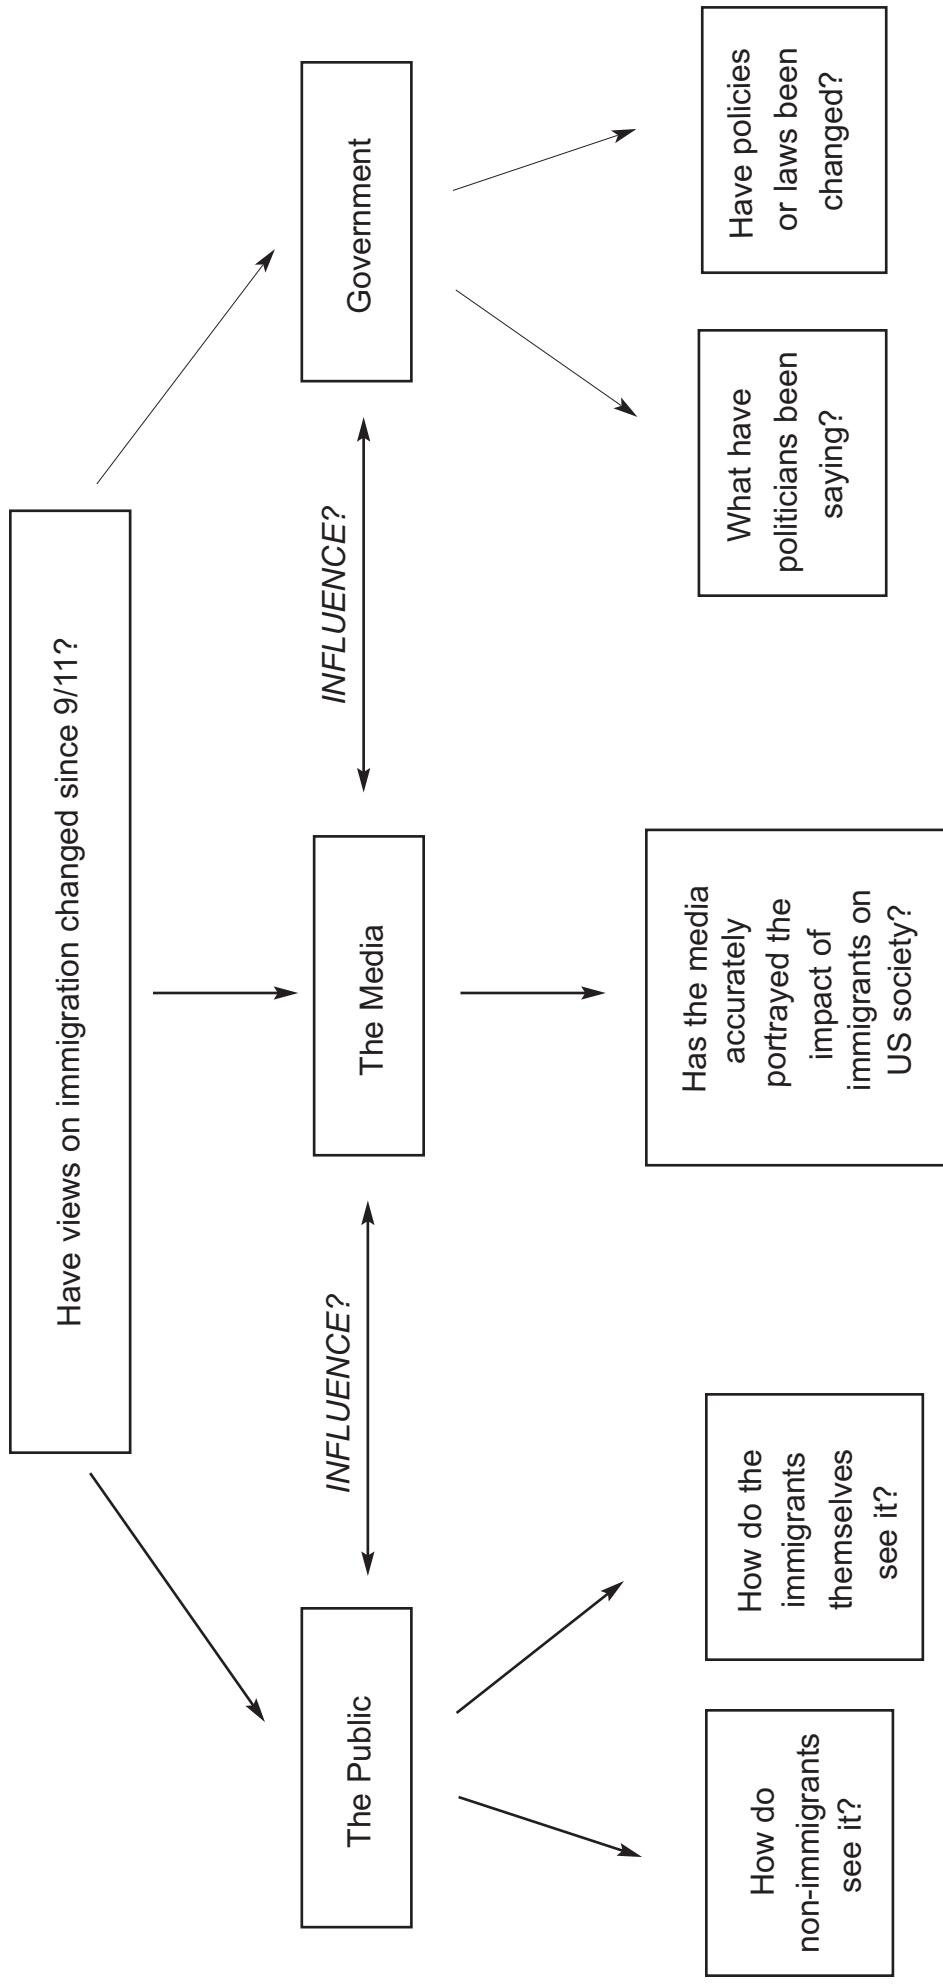 Have views on immigration changed since 9/11?
The Public
INFLUENCE?
The Media
INFLUENCE?
Government
How do
non-immigrants
see it?
How do the
immigrants
themselves
see it?
Has the media
accurately
portrayed the
impact of
immigrants on
US society?
What have
politicians been
saying?
Have policies
or laws been
changed?